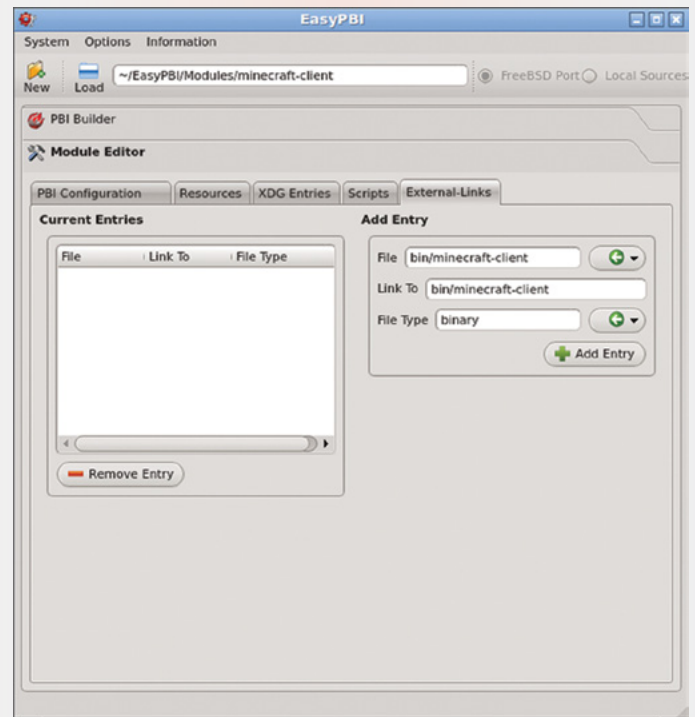 EasyPBI
System Options Information
New Load ~/EasyPBI/Modules/minecraft-client FreeBSD Port Local Sources
PBI Builder
Module Editor
PBI Configuration Resources XDG Entries Scripts External-Links
Current Entries
File Link To File Type
Remove Entry
Add Entry
File bin/minecraft-client
Link To bin/minecraft-client
File Type binary
Add Entry